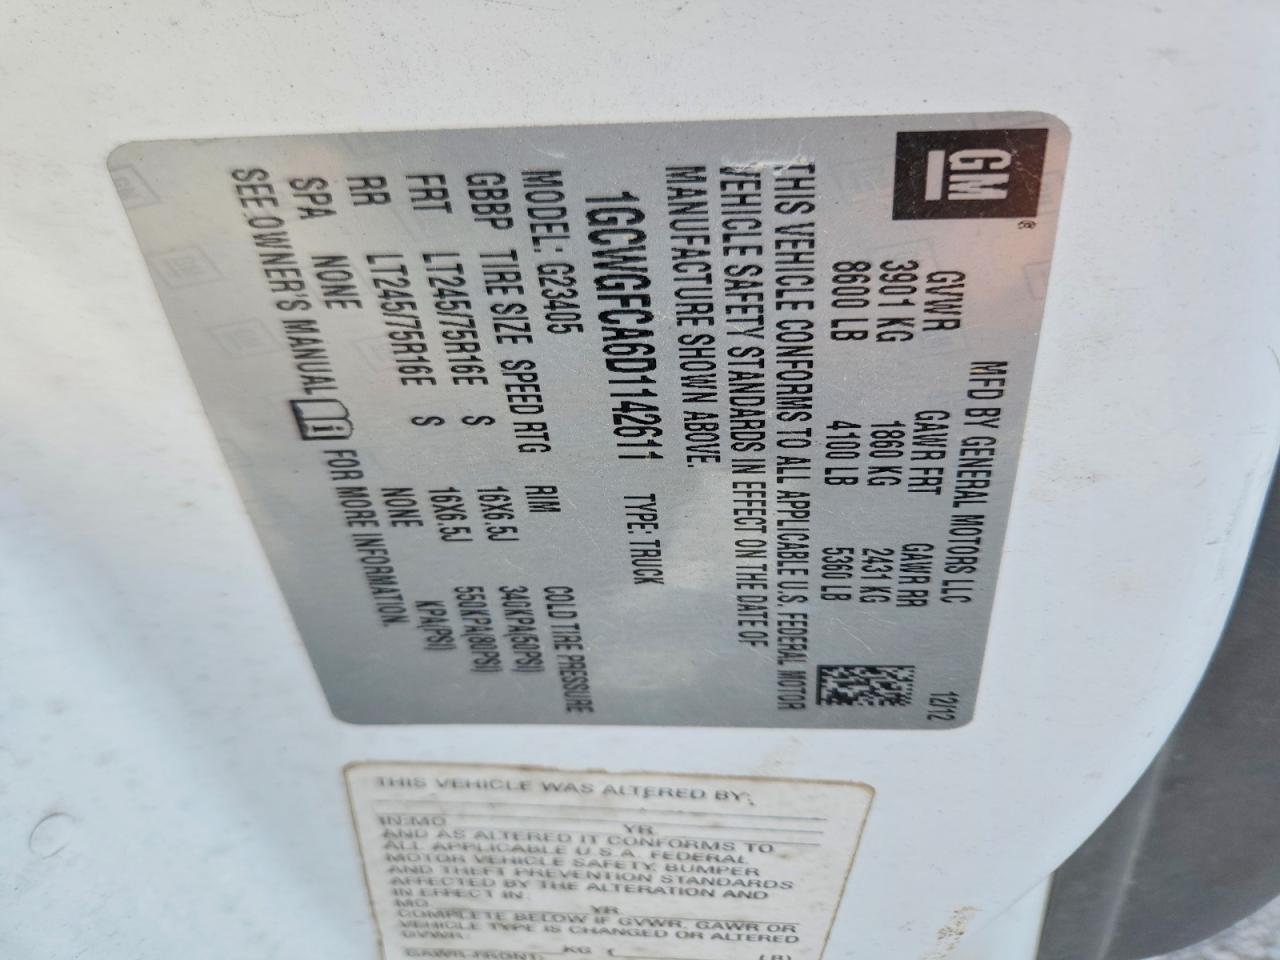 GM®
MFD BY GENERAL MOTORS LLC 12/12
GVWR GAWR FRT GAWR RR
3901 KG 1860 KG 2431 KG
8600 LB 4100 LB 5360 LB
THIS VEHICLE CONFORMS TO ALL APPLICABLE U.S. FEDERAL MOTOR
VEHICLE SAFETY STANDARDS IN EFFECT ON THE DATE OF
MANUFACTURE SHOWN ABOVE.
1GCWGFCA6D1142611 TYPE: TRUCK
MODEL: G23405
GBBP TIRE SIZE SPEED RTG RIM COLD TIRE PRESSURE
FRT LT245/75R16E S 16X6.5J 340KPA(50PSI)
RR LT245/75R16E S 16X6.5J 550KPA(80PSI)
SPA NONE NONE KPA(PSI)
SEE OWNER'S MANUAL FOR MORE INFORMATION.
THIS VEHICLE WAS ALTERED BY:
IN:MO YR.
AND AS ALTERED IT CONFORMS TO
ALL APPLICABLE U.S.A. FEDERAL
MOTOR VEHICLE SAFETY, BUMPER
AND THEFT PREVENTION STANDARDS
AFFECTED BY THE ALTERATION AND
IN EFFECT IN:
MO. YR.
COMPLETE BELOW IF GVWR, GAWR OR
VEHICLE TYPE IS CHANGED OR ALTERED
GVWR:
GAWR-FRONT: KG ( LB)